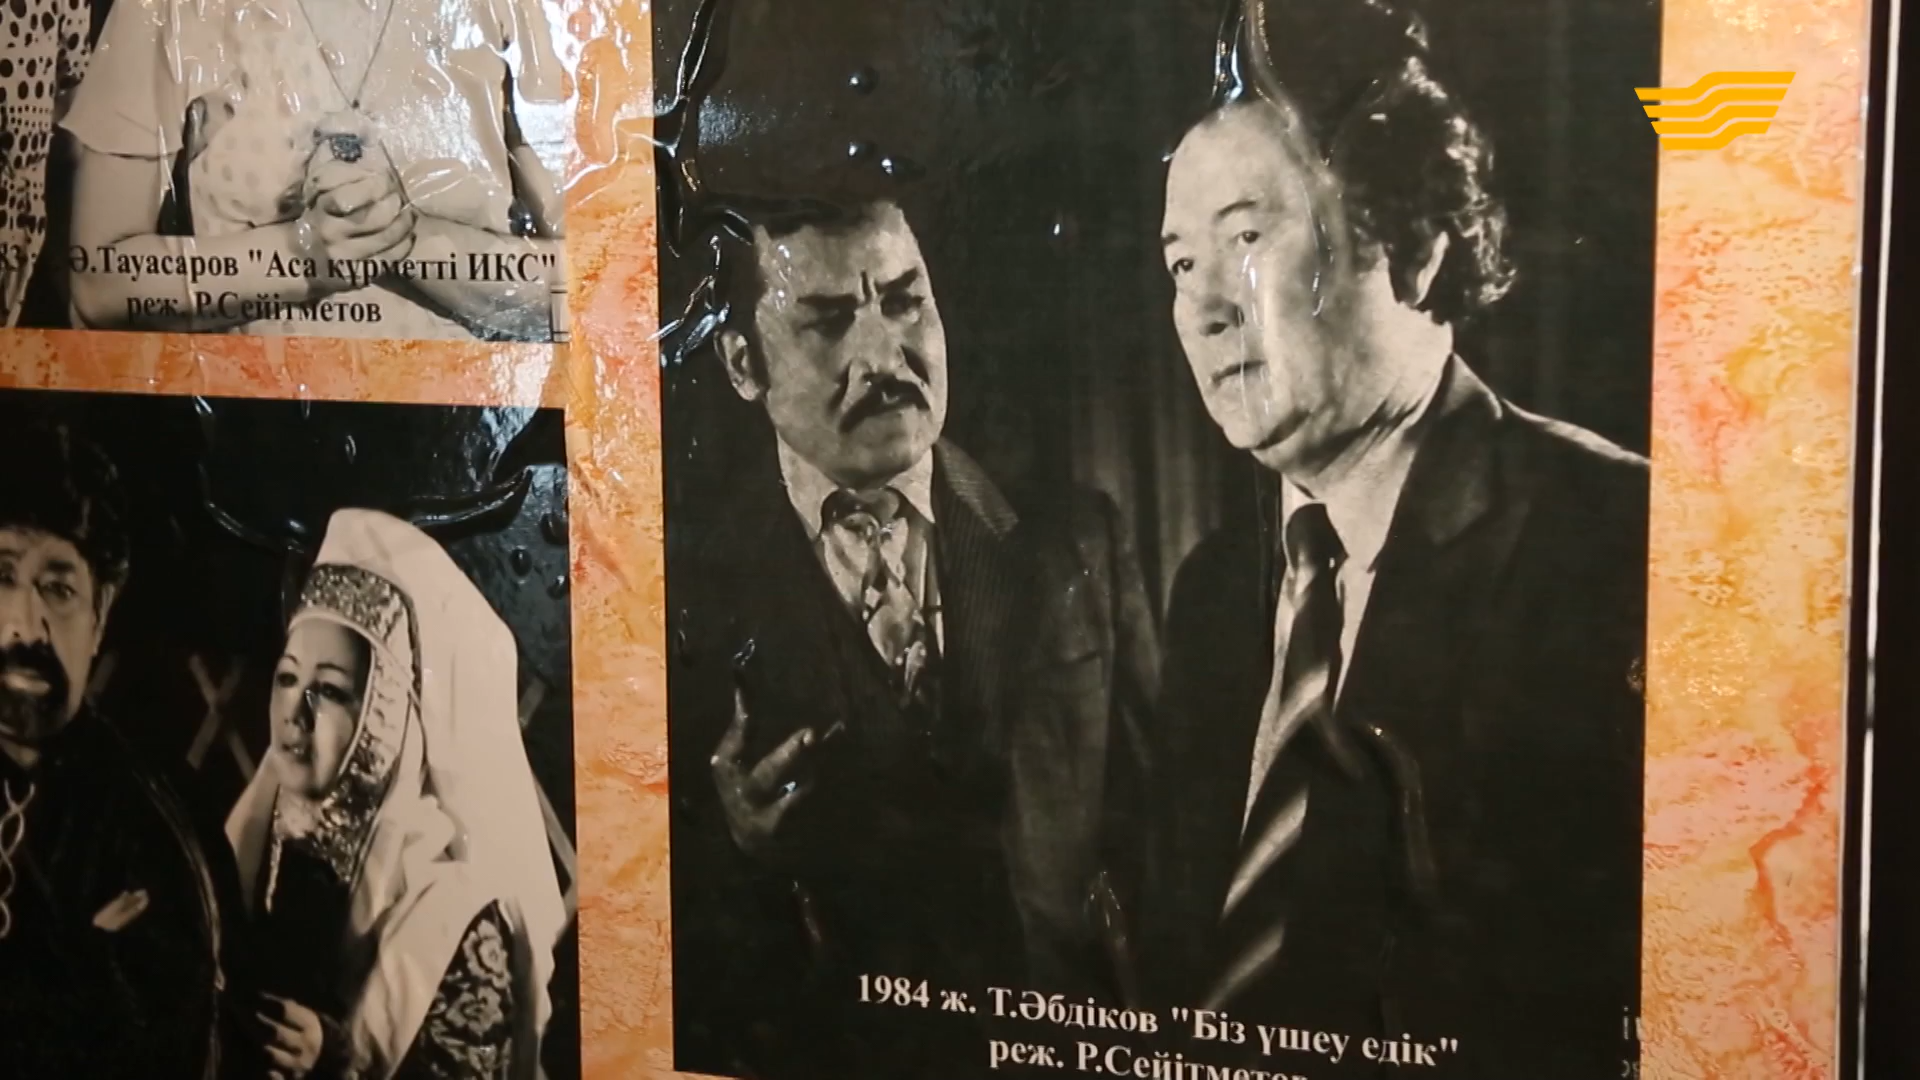 Ә.Тауасаров "Аса құрметті ИКС"
реж. Р.Сейітметов
1984 ж. Т.Әбдіков "Біз үшеу едік"
реж. Р.Сейітметов